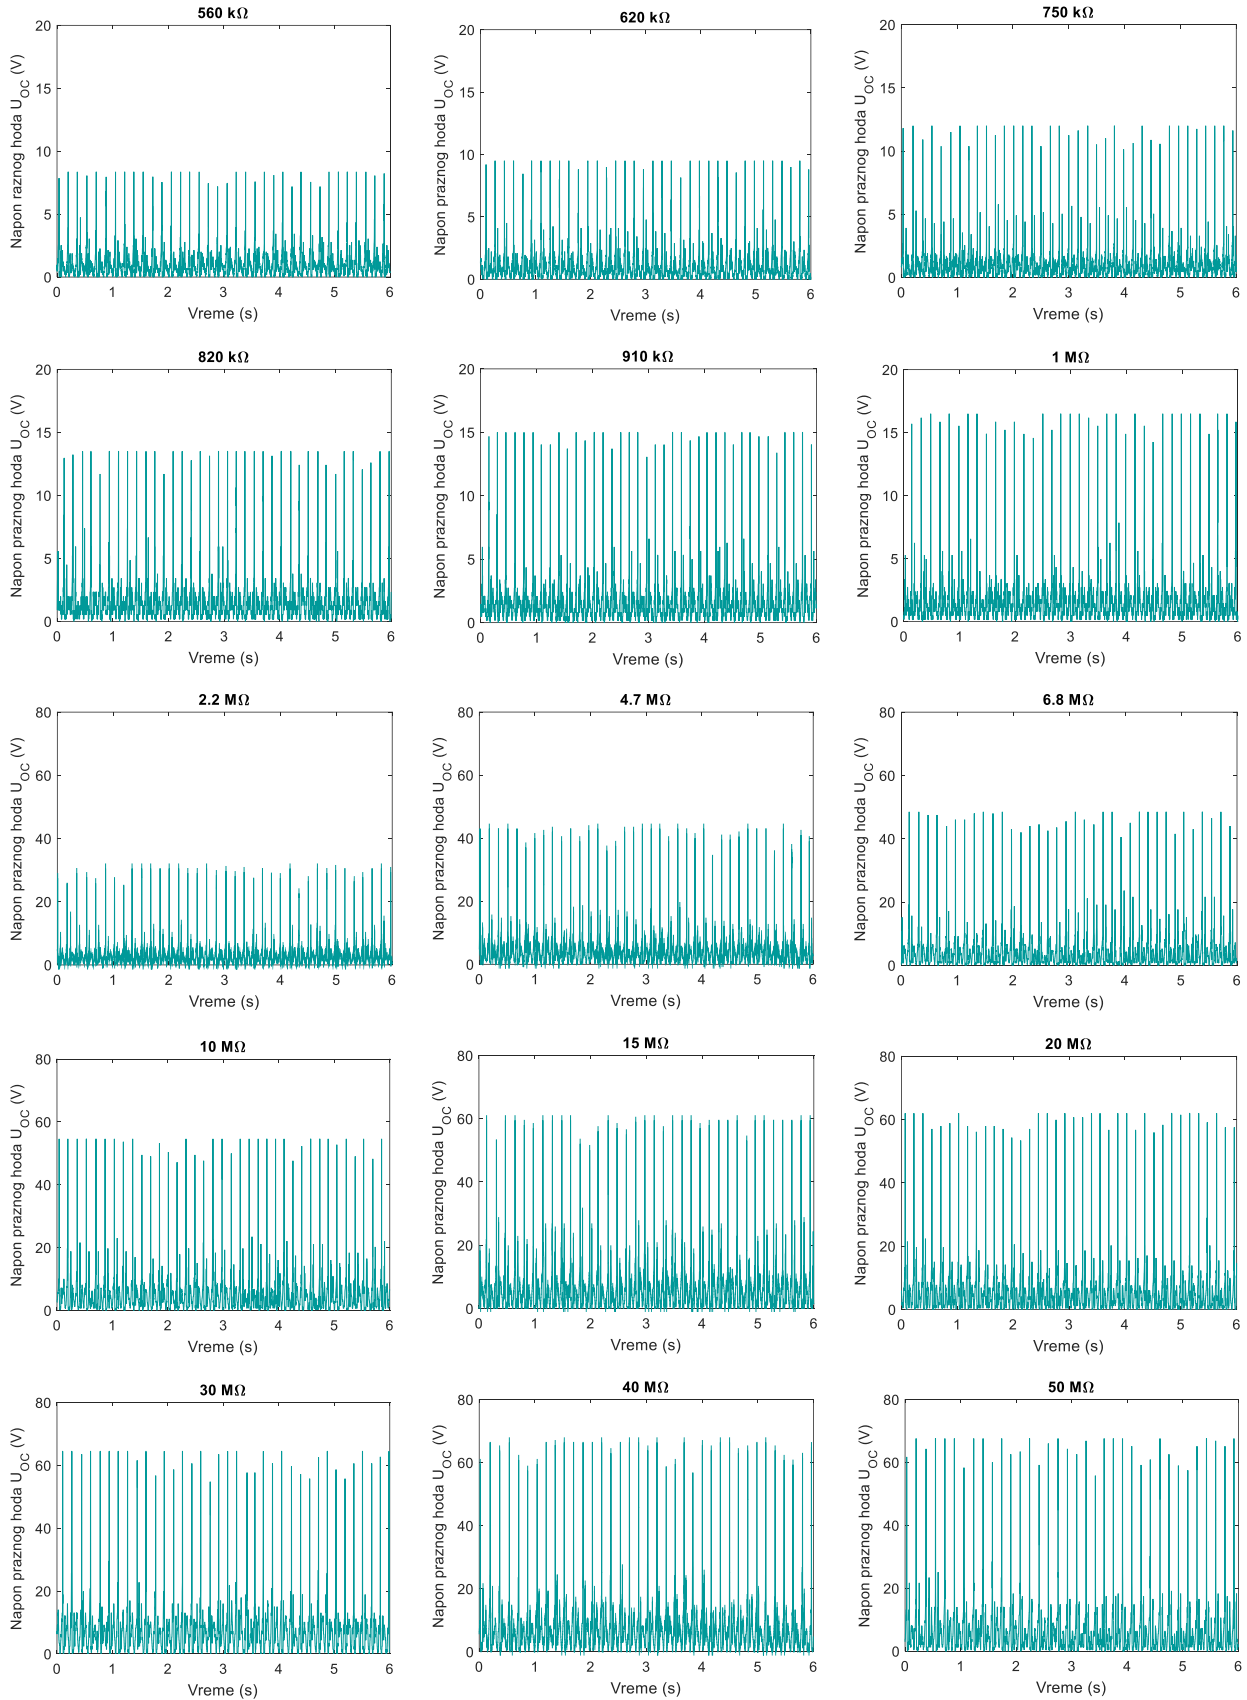 560 kΩ
Napon raznog hoda U_OC (V)
20
15
10
5
0
0 1 2 3 4 5 6
Vreme (s)
620 kΩ
Napon praznog hoda U_OC (V)
20
15
10
5
0
0 1 2 3 4 5 6
Vreme (s)
750 kΩ
Napon praznog hoda U_OC (V)
20
15
10
5
0
0 1 2 3 4 5 6
Vreme (s)
820 kΩ
Napon praznog hoda U_OC (V)
20
15
10
5
0
0 1 2 3 4 5 6
Vreme (s)
910 kΩ
Napon praznog hoda U_OC (V)
20
15
10
5
0
0 1 2 3 4 5 6
Vreme (s)
1 MΩ
Napon praznog hoda U_OC (V)
20
15
10
5
0
0 1 2 3 4 5 6
Vreme (s)
2.2 MΩ
Napon praznog hoda U_OC (V)
80
60
40
20
0
0 1 2 3 4 5 6
Vreme (s)
4.7 MΩ
Napon praznog hoda U_OC (V)
80
60
40
20
0
0 1 2 3 4 5 6
Vreme (s)
6.8 MΩ
Napon praznog hoda U_OC (V)
80
60
40
20
0
0 1 2 3 4 5 6
Vreme (s)
10 MΩ
Napon praznog hoda U_OC (V)
80
60
40
20
0
0 1 2 3 4 5 6
Vreme (s)
15 MΩ
Napon praznog hoda U_OC (V)
80
60
40
20
0
0 1 2 3 4 5 6
Vreme (s)
20 MΩ
Napon praznog hoda U_OC (V)
80
60
40
20
0
0 1 2 3 4 5 6
Vreme (s)
30 MΩ
Napon praznog hoda U_OC (V)
80
60
40
20
0
0 1 2 3 4 5 6
Vreme (s)
40 MΩ
Napon praznog hoda U_OC (V)
80
60
40
20
0
0 1 2 3 4 5 6
Vreme (s)
50 MΩ
Napon praznog hoda U_OC (V)
80
60
40
20
0
0 1 2 3 4 5 6
Vreme (s)